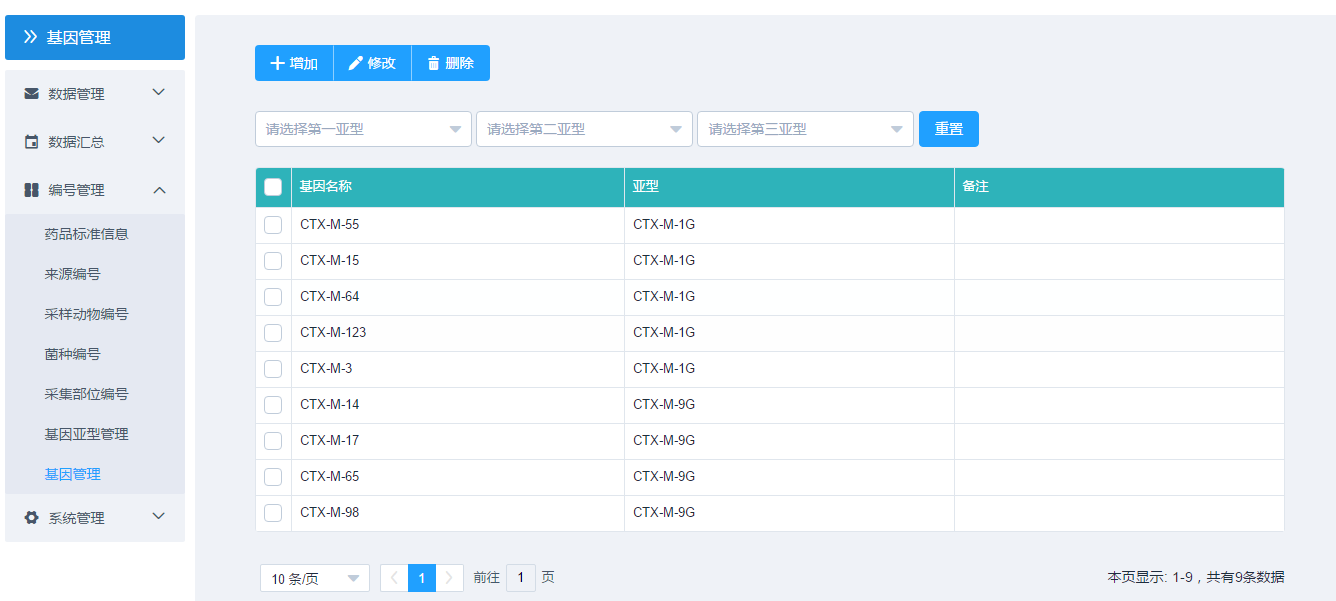 基因管理
数据管理
数据汇总
编号管理
药品标准信息
来源编号
采样动物编号
菌种编号
采集部位编号
基因亚型管理
基因管理
系统管理
增加 修改 删除
请选择第一亚型 请选择第二亚型 请选择第三亚型 重置
基因名称 亚型 备注
CTX-M-55 CTX-M-1G
CTX-M-15 CTX-M-1G
CTX-M-64 CTX-M-1G
CTX-M-123 CTX-M-1G
CTX-M-3 CTX-M-1G
CTX-M-14 CTX-M-9G
CTX-M-17 CTX-M-9G
CTX-M-65 CTX-M-9G
CTX-M-98 CTX-M-9G
10 条/页 1 前往 1 页 本页显示: 1-9，共有9条数据